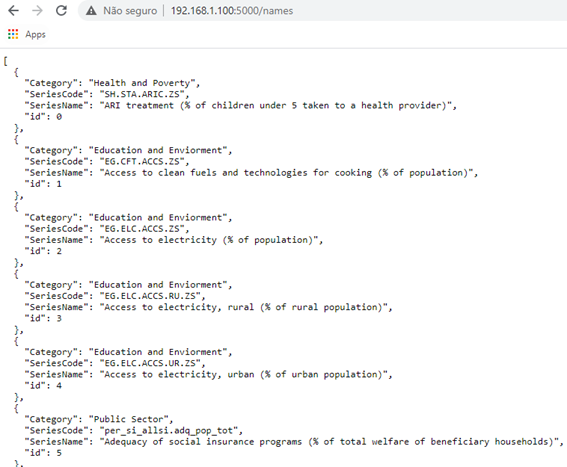 Não seguro | 192.168.1.100:5000/names
Apps
[
  {
    "Category": "Health and Poverty",
    "SeriesCode": "SH.STA.ARIC.ZS",
    "SeriesName": "ARI treatment (% of children under 5 taken to a health provider)",
    "id": 0
  },
  {
    "Category": "Education and Enviorment",
    "SeriesCode": "EG.CFT.ACCS.ZS",
    "SeriesName": "Access to clean fuels and technologies for cooking (% of population)",
    "id": 1
  },
  {
    "Category": "Education and Enviorment",
    "SeriesCode": "EG.ELC.ACCS.ZS",
    "SeriesName": "Access to electricity (% of population)",
    "id": 2
  },
  {
    "Category": "Education and Enviorment",
    "SeriesCode": "EG.ELC.ACCS.RU.ZS",
    "SeriesName": "Access to electricity, rural (% of rural population)",
    "id": 3
  },
  {
    "Category": "Education and Enviorment",
    "SeriesCode": "EG.ELC.ACCS.UR.ZS",
    "SeriesName": "Access to electricity, urban (% of urban population)",
    "id": 4
  },
  {
    "Category": "Public Sector",
    "SeriesCode": "per_si_allsi.adq_pop_tot",
    "SeriesName": "Adequacy of social insurance programs (% of total welfare of beneficiary households)",
    "id": 5
  },